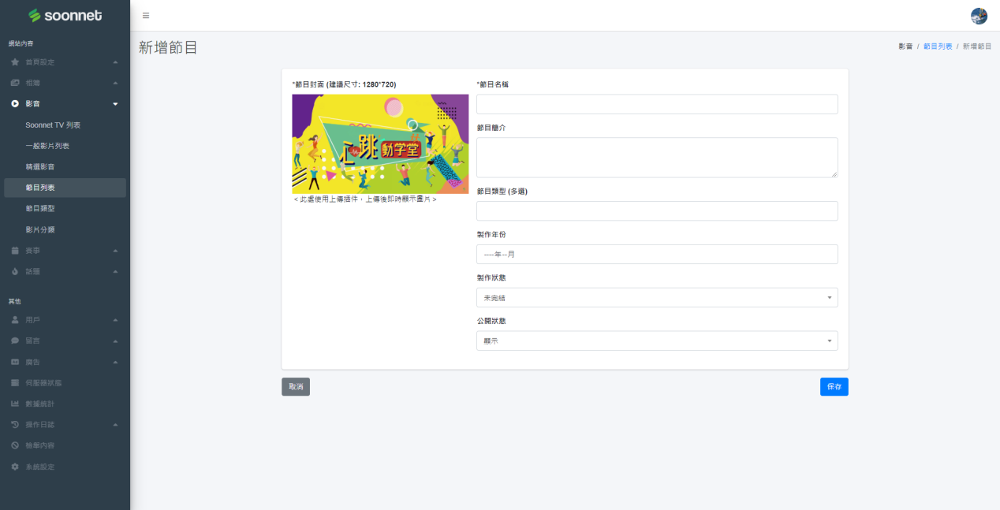 soonnet
網站內容
首頁設定
相簿
影音
Soonnet TV 列表
一般影片列表
精選影音
節目列表
節目類型
影片分類
賽事
話題
其他
用戶
留言
廣告
伺服器狀態
數據統計
操作日誌
檢舉內容
系統設定
新增節目
影音 / 節目列表 / 新增節目
*節目封面 (建議尺寸: 1280*720)
心跳動学堂
< 此處使用上傳插件，上傳後即時顯示圖片 >
*節目名稱
節目簡介
節目類型 (多選)
製作年份
----年--月
製作狀態
未完結
公開狀態
顯示
取消
保存